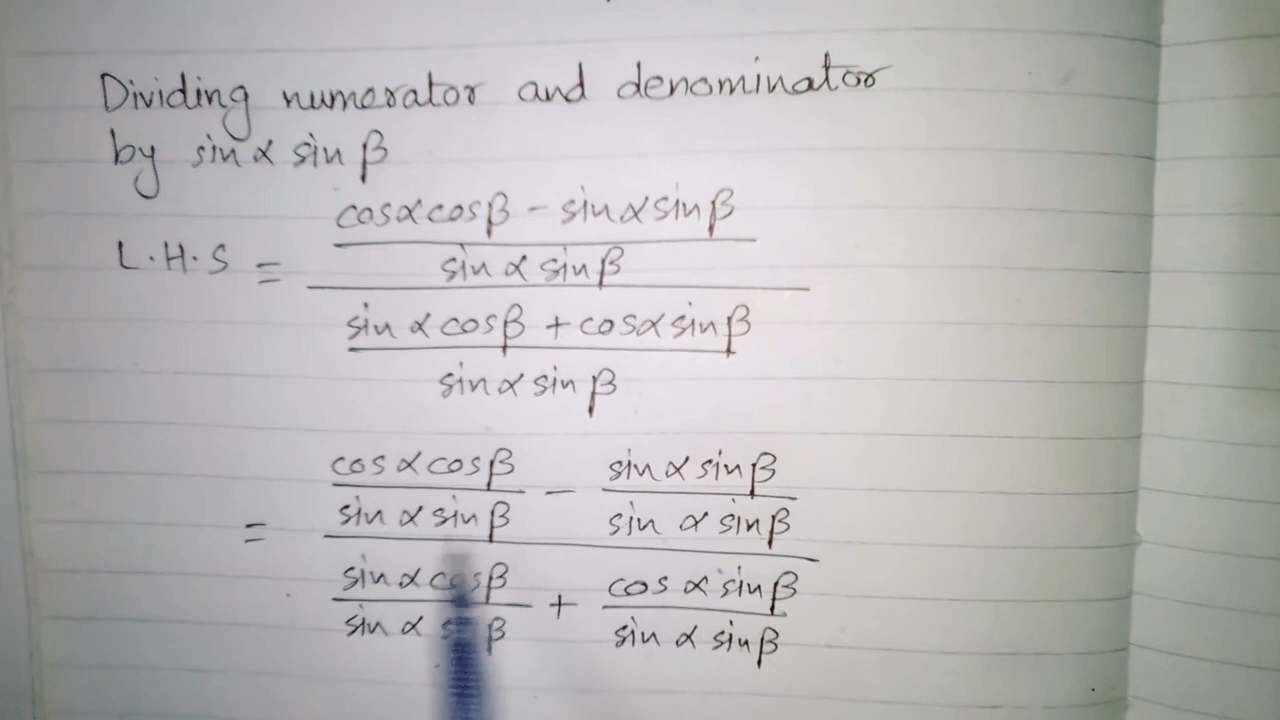 Dividing numerator and denominator
by sin α sin β
L.H.S = (cos α cos β - sin α sin β / sin α sin β) / (sin α cos β + cos α sin β / sin α sin β)
= (cos α cos β / sin α sin β - sin α sin β / sin α sin β) / (sin α cos β / sin α β + cos α sin β / sin α sin β)